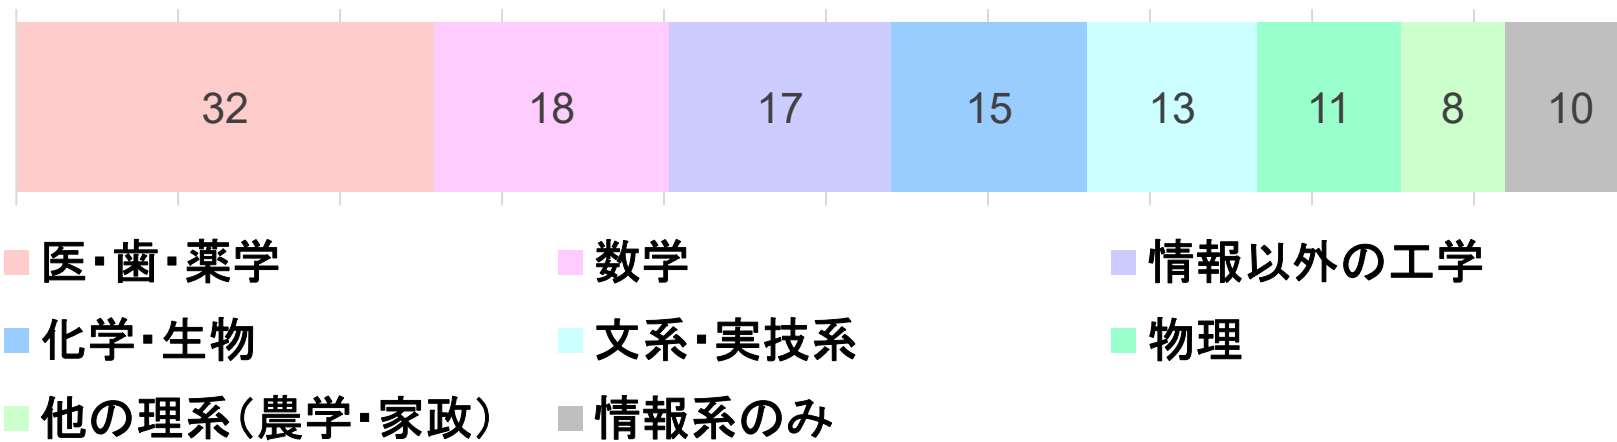 32 18 17 15 13 11 8 10
医・歯・薬学 数学 情報以外の工学
化学・生物 文系・実技系 物理
他の理系(農学・家政) 情報系のみ